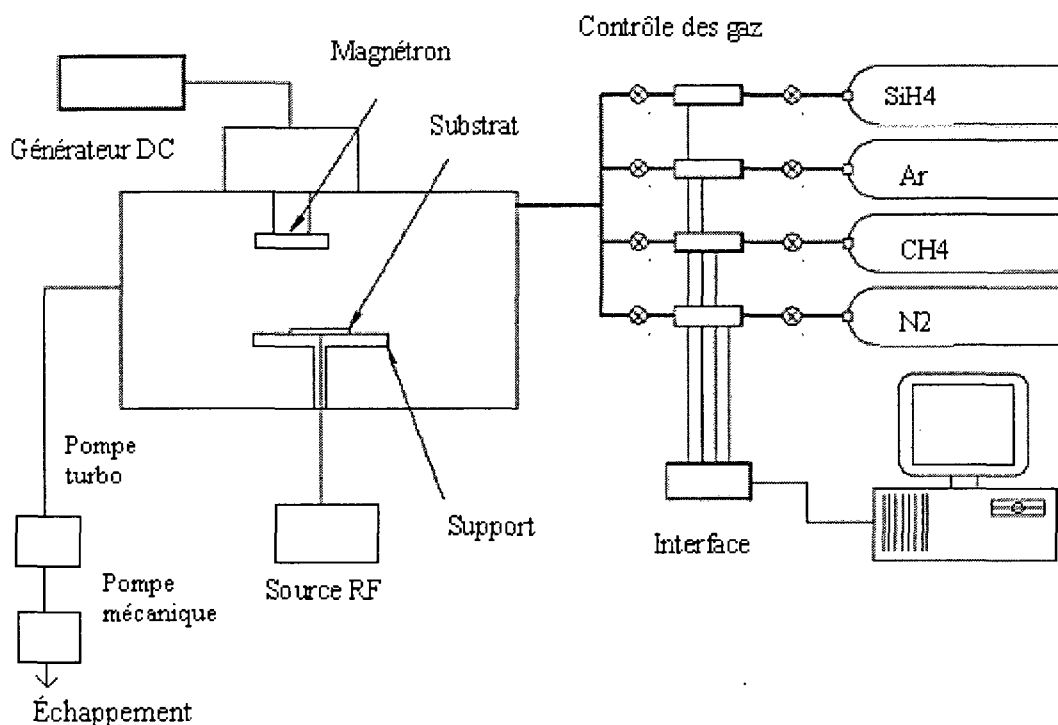 Contrôle des gaz
Magnétron
SiH4
Substrat
Générateur DC
Ar
CH4
N2
Pompe
turbo
Support
Interface
Source RF
Pompe
mécanique
Échappement